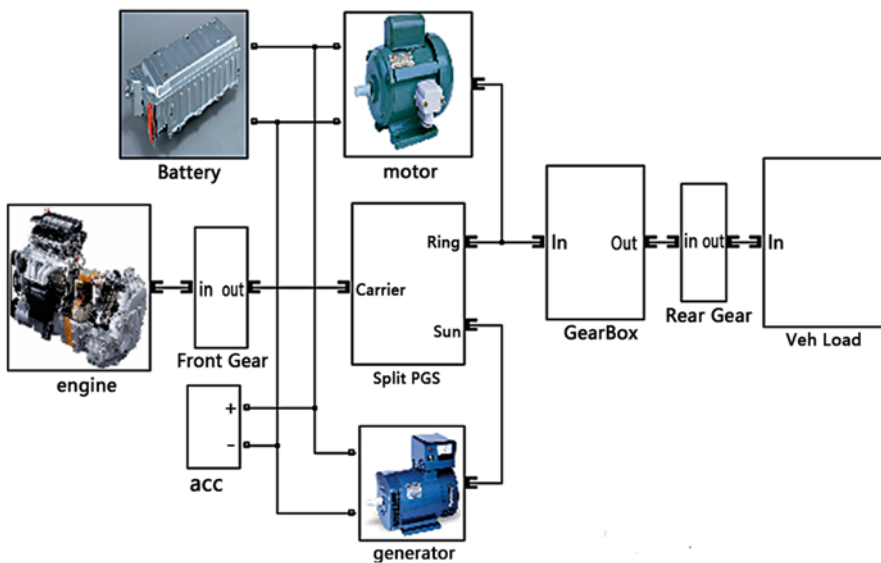 Battery
motor
engine
in out
Front Gear
Ring
Carrier
Sun
Split PGS
In Out
GearBox
in out
Rear Gear
In
Veh Load
+
-
acc
generator